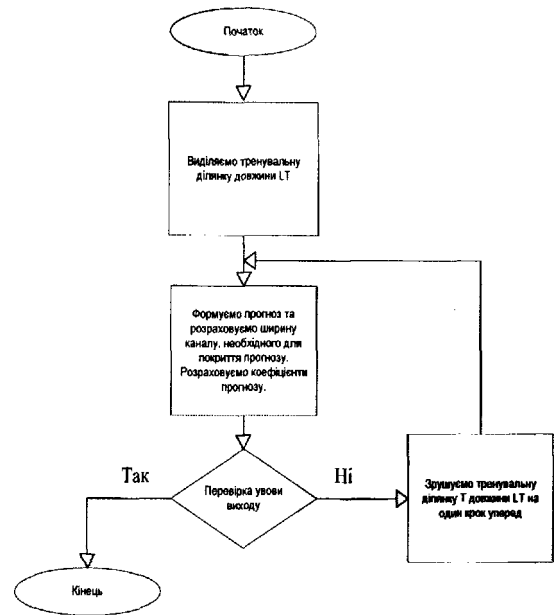 Початок
Виділяємо тренувальну
ділянку довжини LT
Формуємо прогноз та
розраховуємо ширину
каналу, необхідного для
покриття прогнозу.
Розраховуємо коефіцієнти
прогнозу.
Так
Перевірка увови
виходу
Ні
Зрушуємо тренувальну
ділянку T довжини LT на
один крок уперед
Кінець